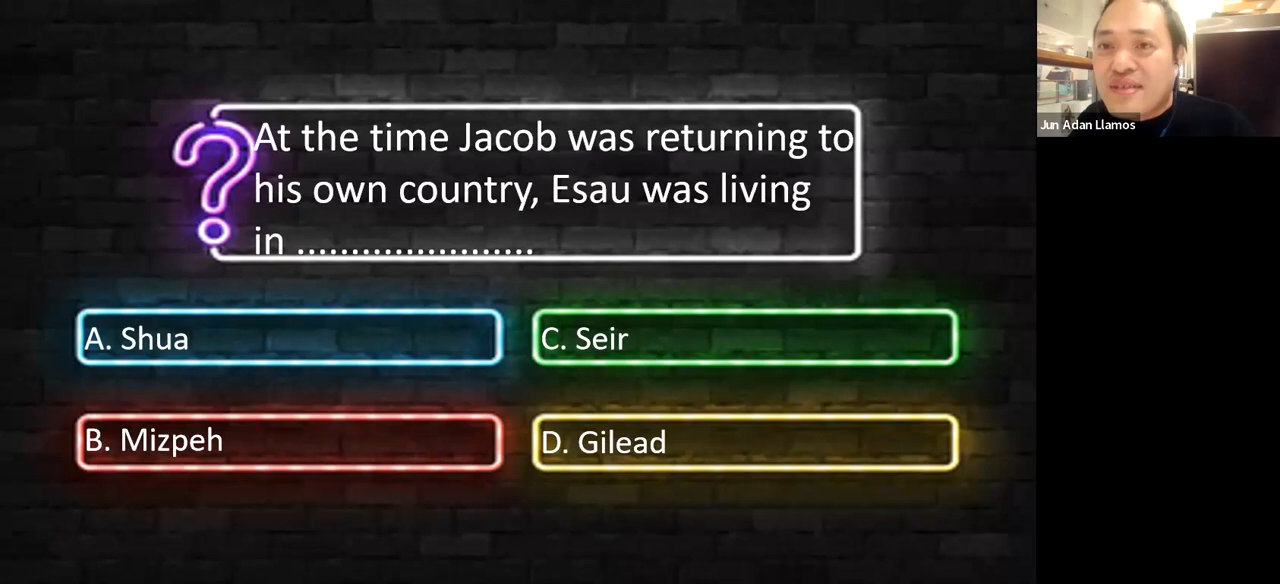 At the time Jacob was returning to
his own country, Esau was living
in ......................
A. Shua
C. Seir
B. Mizpeh
D. Gilead
Jun Adan Llamos